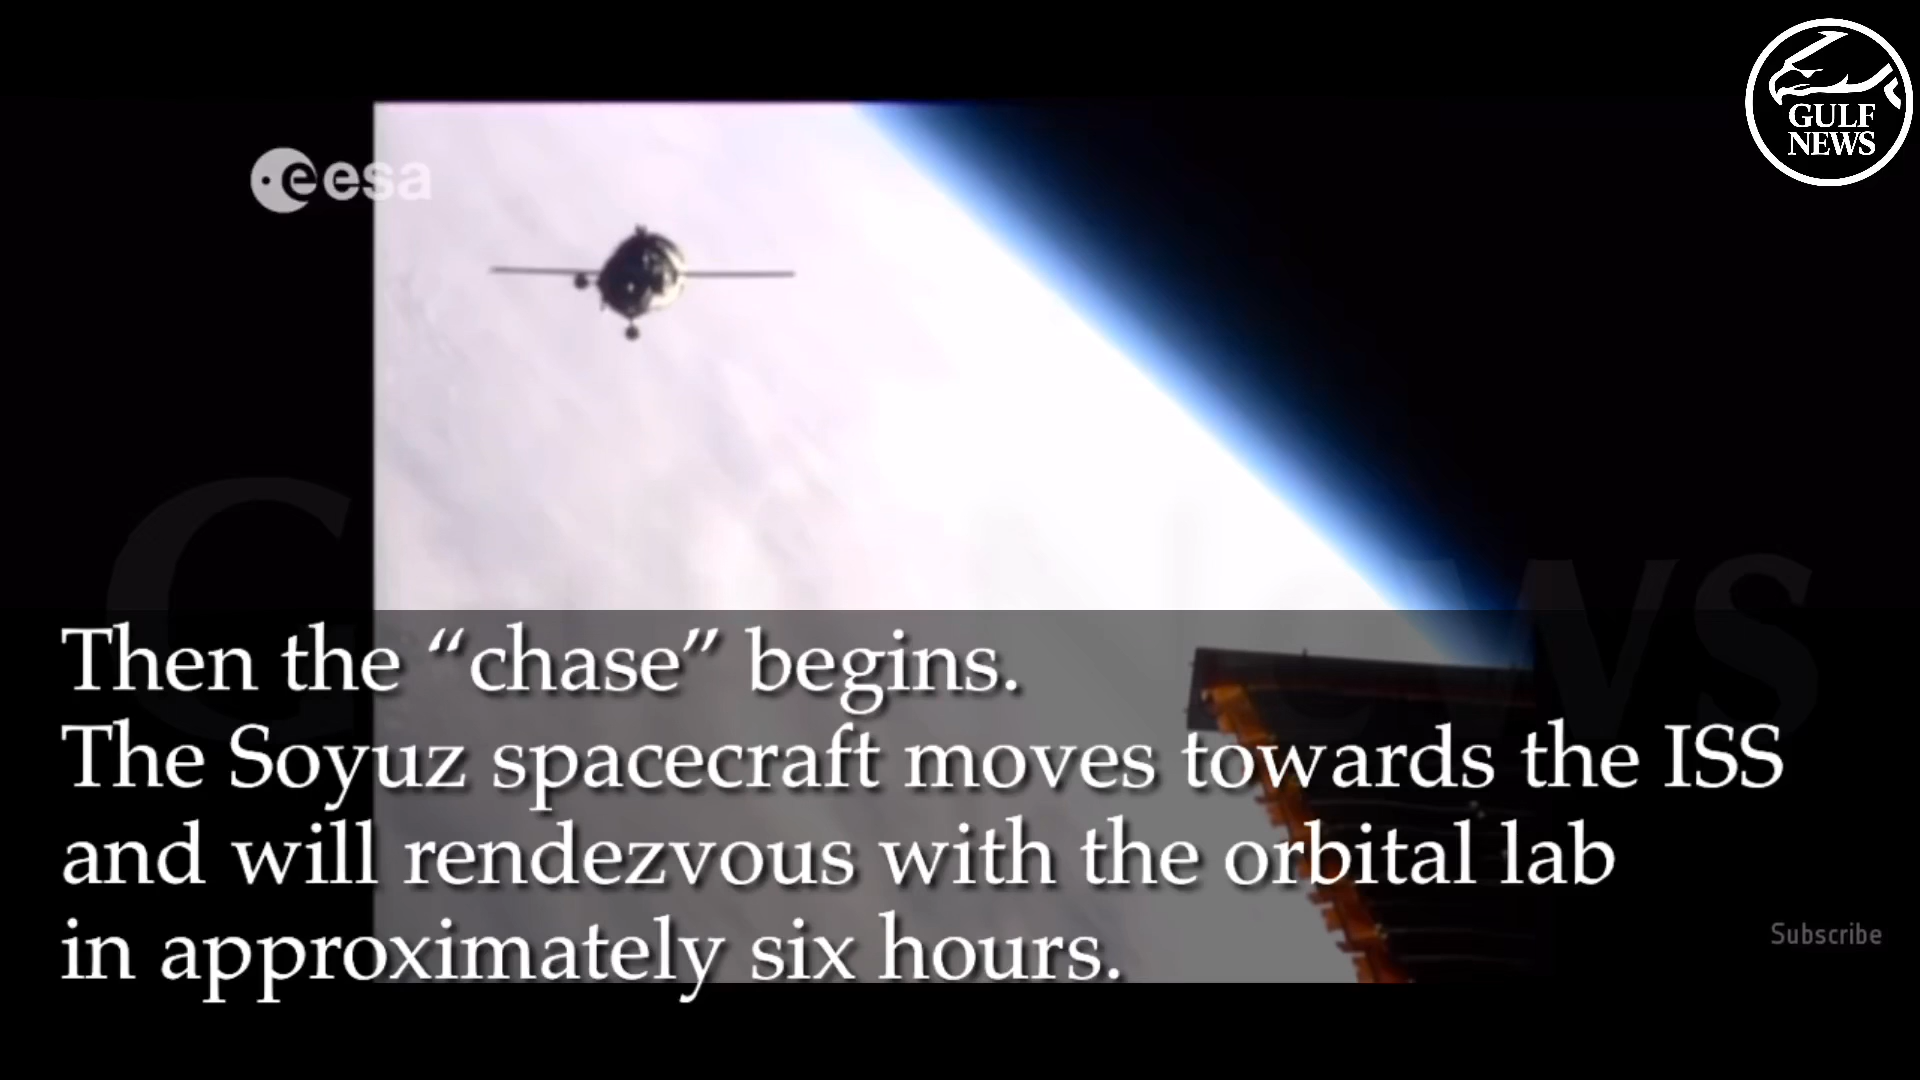 GULF
NEWS
esa
Then the “chase” begins.
The Soyuz spacecraft moves towards the ISS
and will rendezvous with the orbital lab
in approximately six hours.
Subscribe